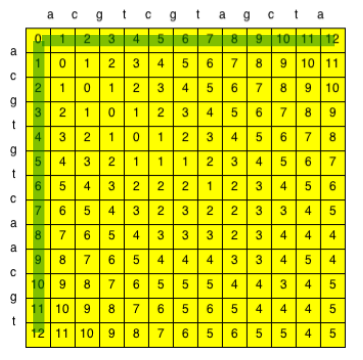 a c g t c g t a g c t a
0 1 2 3 4 5 6 7 8 9 10 11 12
a
1 0 1 2 3 4 5 6 7 8 9 10 11
c
2 1 0 1 2 3 4 5 6 7 8 9 10
g
3 2 1 0 1 2 3 4 5 6 7 8 9
t
4 3 2 1 0 1 2 3 4 5 6 7 8
g
5 4 3 2 1 1 1 2 3 4 5 6 7
t
6 5 4 3 2 2 2 1 2 3 4 5 6
c
7 6 5 4 3 2 3 2 2 3 3 4 5
a
8 7 6 5 4 3 3 3 2 3 4 4 4
a
9 8 7 6 5 4 4 4 3 3 4 5 4
c
10 9 8 7 6 5 5 5 4 4 3 4 5
g
11 10 9 8 7 6 5 6 5 4 4 4 5
t
12 11 10 9 8 7 6 5 6 5 5 4 5